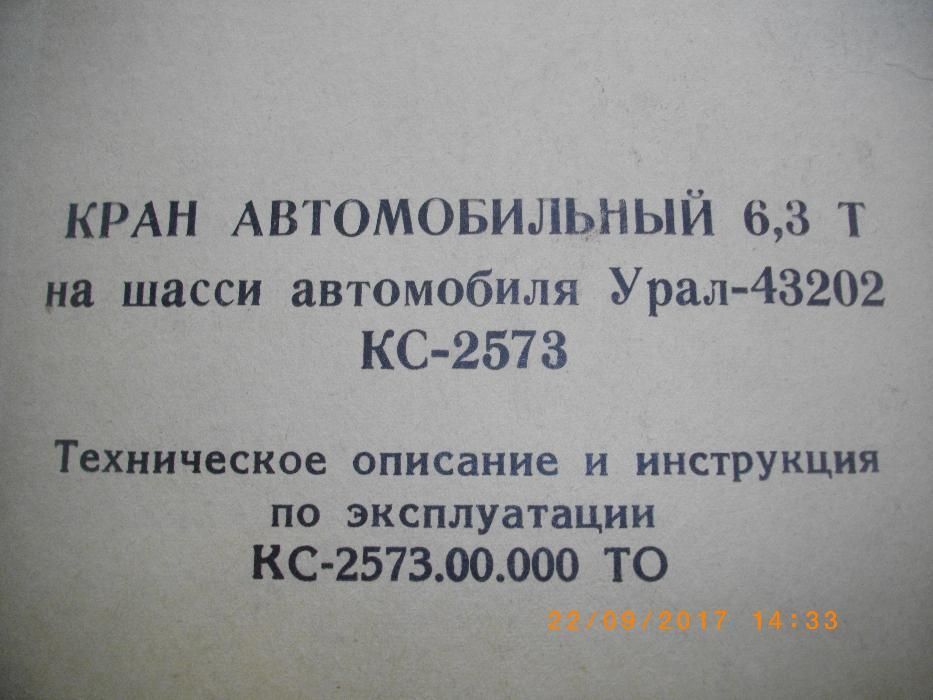 КРАН АВТОМОБИЛЬНЫЙ 6,3 Т
на шасси автомобиля Урал-43202
КС-2573
Техническое описание и инструкция
по эксплуатации
КС-2573.00.000 ТО
22/09/2017 14:33